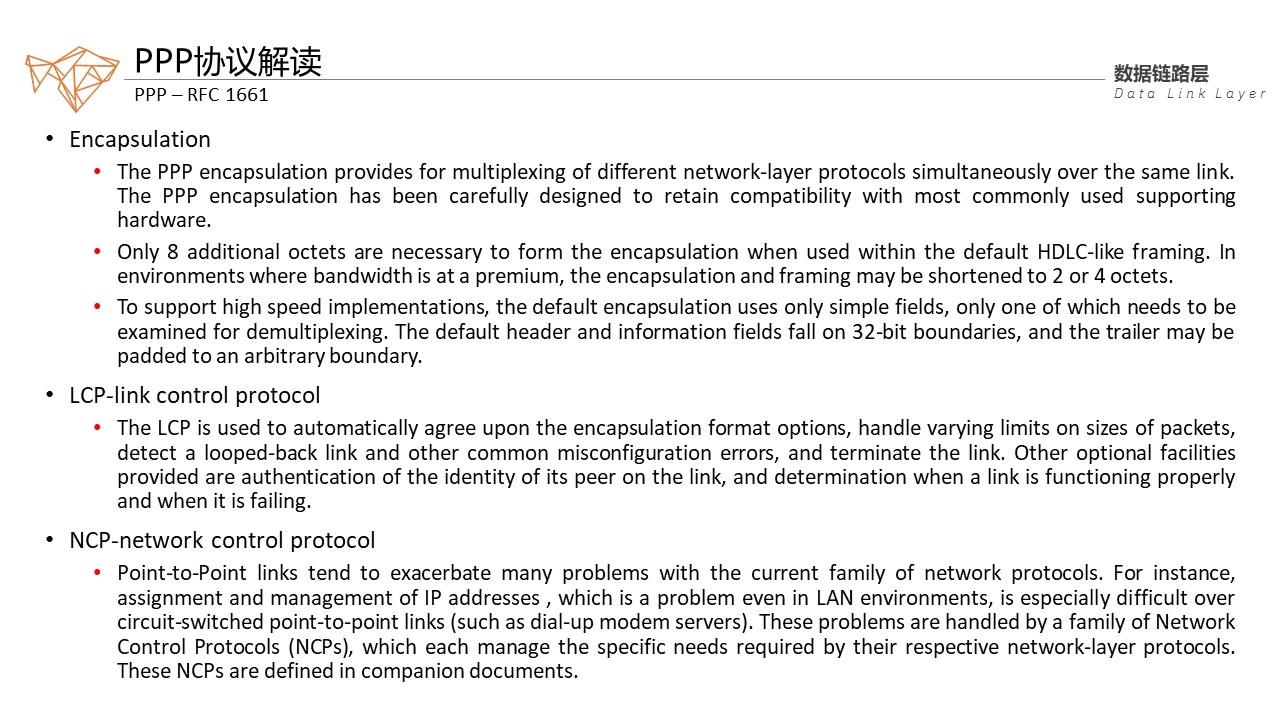 PPP协议解读
PPP – RFC 1661
数据链路层
Data Link Layer
• Encapsulation
• The PPP encapsulation provides for multiplexing of different network-layer protocols simultaneously over the same link.
The PPP encapsulation has been carefully designed to retain compatibility with most commonly used supporting
hardware.
• Only 8 additional octets are necessary to form the encapsulation when used within the default HDLC-like framing. In
environments where bandwidth is at a premium, the encapsulation and framing may be shortened to 2 or 4 octets.
• To support high speed implementations, the default encapsulation uses only simple fields, only one of which needs to be
examined for demultiplexing. The default header and information fields fall on 32-bit boundaries, and the trailer may be
padded to an arbitrary boundary.
• LCP-link control protocol
• The LCP is used to automatically agree upon the encapsulation format options, handle varying limits on sizes of packets,
detect a looped-back link and other common misconfiguration errors, and terminate the link. Other optional facilities
provided are authentication of the identity of its peer on the link, and determination when a link is functioning properly
and when it is failing.
• NCP-network control protocol
• Point-to-Point links tend to exacerbate many problems with the current family of network protocols. For instance,
assignment and management of IP addresses , which is a problem even in LAN environments, is especially difficult over
circuit-switched point-to-point links (such as dial-up modem servers). These problems are handled by a family of Network
Control Protocols (NCPs), which each manage the specific needs required by their respective network-layer protocols.
These NCPs are defined in companion documents.